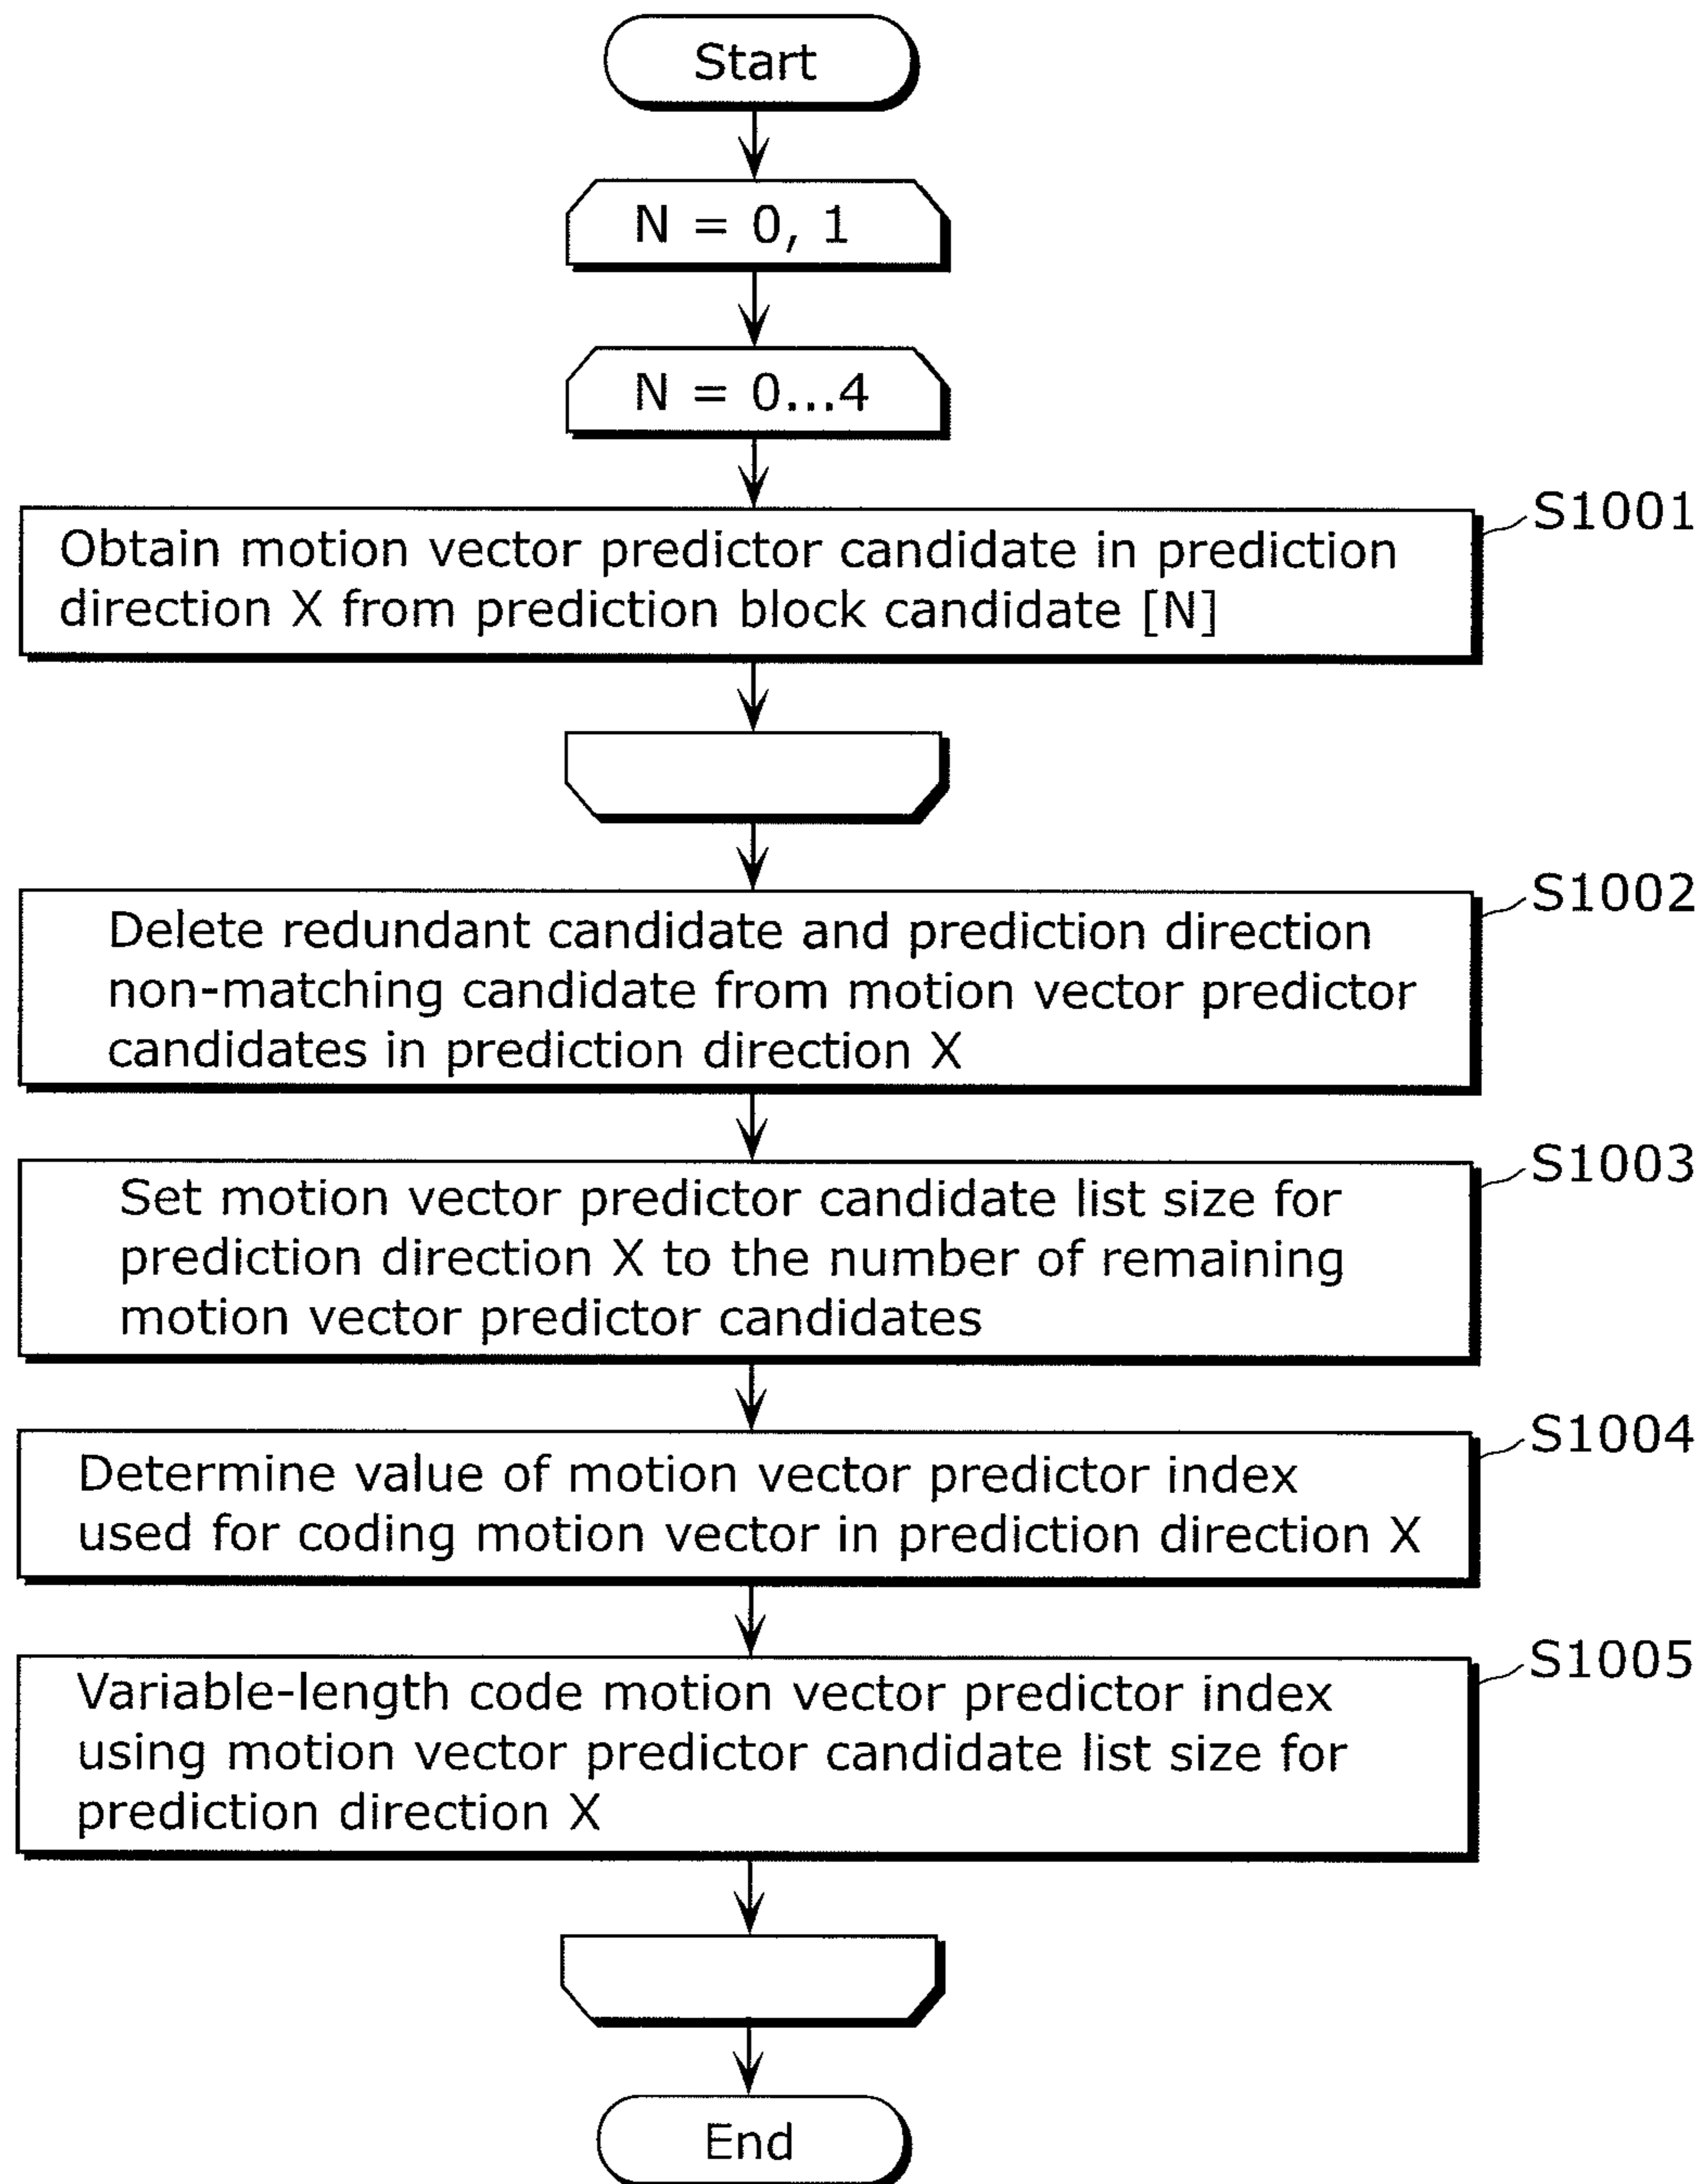 Start
N = 0, 1
N = 0...4
S1001
Obtain motion vector predictor candidate in prediction
direction X from prediction block candidate [N]
S1002
Delete redundant candidate and prediction direction
non-matching candidate from motion vector predictor
candidates in prediction direction X
S1003
Set motion vector predictor candidate list size for
prediction direction X to the number of remaining
motion vector predictor candidates
S1004
Determine value of motion vector predictor index
used for coding motion vector in prediction direction X
S1005
Variable-length code motion vector predictor index
using motion vector predictor candidate list size for
prediction direction X
End